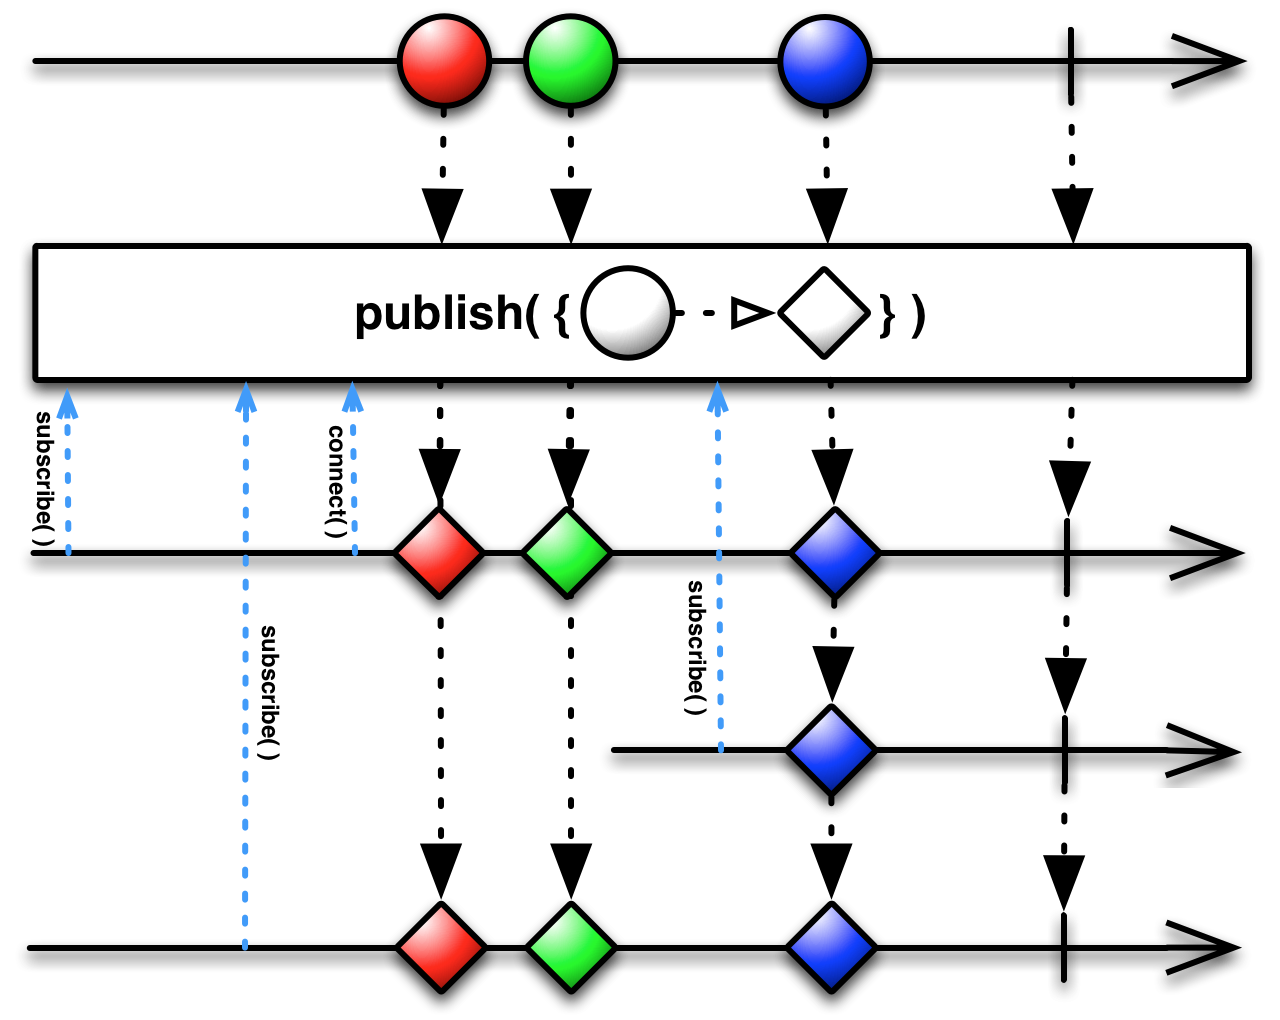 publish( { } )
subscribe( )
connect( )
subscribe( )
subscribe( )